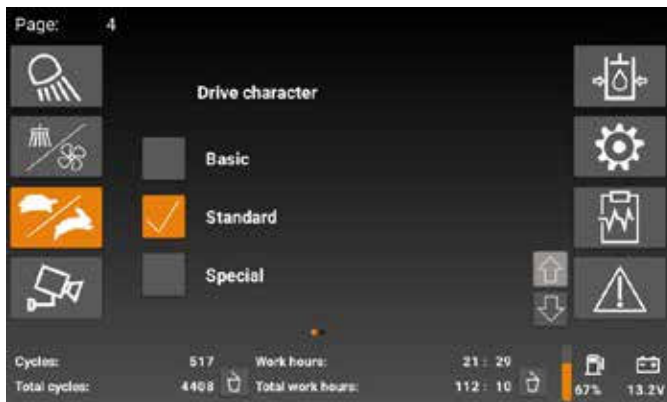 Page: 4
Drive character
Basic
Standard
Special
Cycles: 517 Work hours: 21: 29
Total cycles: 4408 Total work hours: 112: 10
67% 13.2V